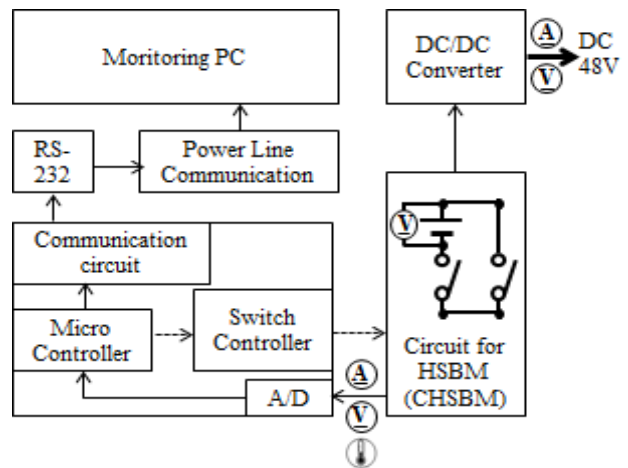 Moritoring PC
DC/DC
Converter
A
V
DC
48V
RS-
232
Power Line
Communication
Communication
circuit
Micro
Controller
Switch
Controller
A/D
V
Circuit for
HSBM
(CHSBM)
A
V